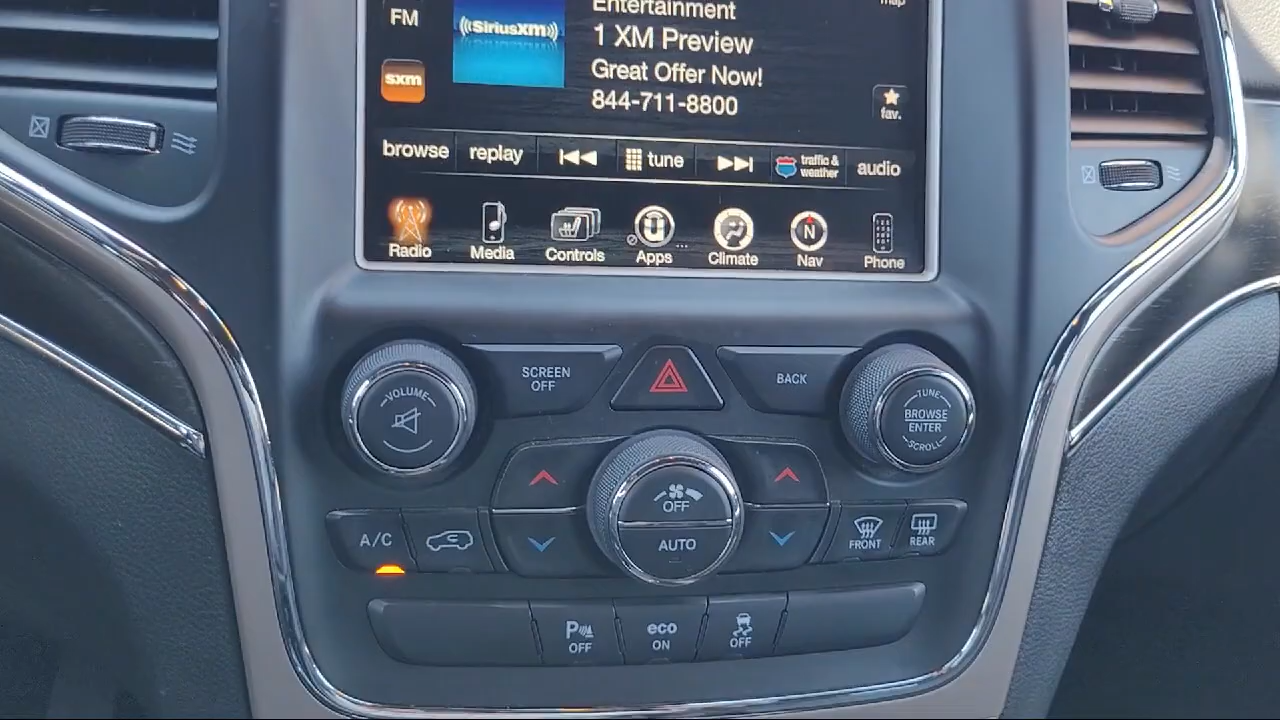 FM
((SiriusXM))
Entertainment
1 XM Preview
Great Offer Now!
844-711-8800
map
sxm
fav.
browse
replay
tune
traffic &
weather
audio
Radio
Media
Controls
Apps
Climate
N
Nav
Phone
VOLUME
SCREEN
OFF
BACK
TUNE
BROWSE
ENTER
SCROLL
OFF
AUTO
A/C
FRONT
REAR
P
OFF
eco
ON
OFF